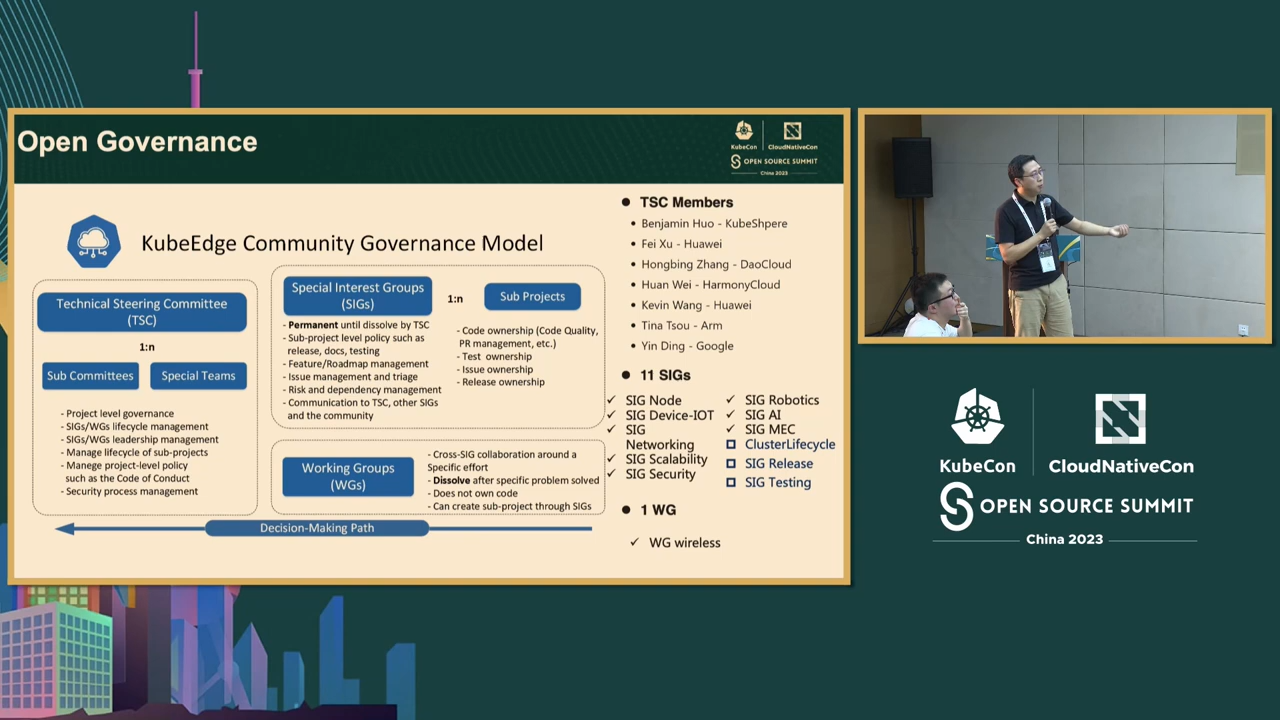 Open Governance
KubeCon
CloudNativeCon
OPEN SOURCE SUMMIT
China 2023
KubeEdge Community Governance Model
Technical Steering Committee
(TSC)
1:n
Sub Committees
Special Teams
- Project level governance
- SIGs/WGs lifecycle management
- SIGs/WGs leadership management
- Manage lifecycle of sub-projects
- Manege project-level policy
such as the Code of Conduct
- Security process management
Special Interest Groups
(SIGs)
1:n
Sub Projects
- Permanent until dissolve by TSC
- Sub-project level policy such as
release, docs, testing
- Feature/Roadmap management
- Issue management and triage
- Risk and dependency management
- Communication to TSC, other SIGs
and the community
- Code ownership (Code Quality,
PR management, etc.)
- Test ownership
- Issue ownership
- Release ownership
Working Groups
(WGs)
- Cross-SIG collaboration around a
Specific effort
- Dissolve after specific problem solved
- Does not own code
- Can create sub-project through SIGs
Decision-Making Path
● TSC Members
• Benjamin Huo - KubeShpere
• Fei Xu - Huawei
• Hongbing Zhang - DaoCloud
• Huan Wei - HarmonyCloud
• Kevin Wang - Huawei
• Tina Tsou - Arm
• Yin Ding - Google
● 11 SIGs
✓ SIG Node
✓ SIG Device-IOT
✓ SIG
Networking
✓ SIG Scalability
✓ SIG Security
✓ SIG Robotics
✓ SIG AI
✓ SIG MEC
ClusterLifecycle
SIG Release
SIG Testing
● 1 WG
✓ WG wireless
KubeCon
CloudNativeCon
OPEN SOURCE SUMMIT
China 2023